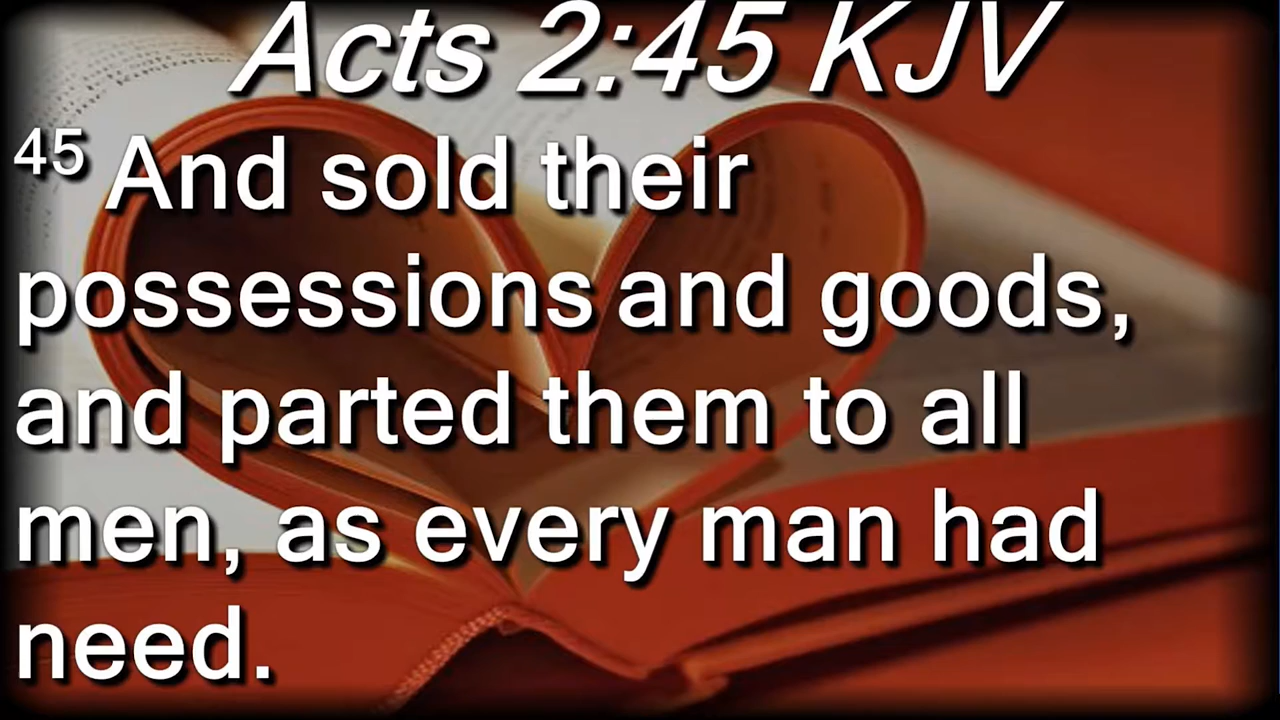 Acts 2:45 KJV
45 And sold their
possessions and goods,
and parted them to all
men, as every man had
need.